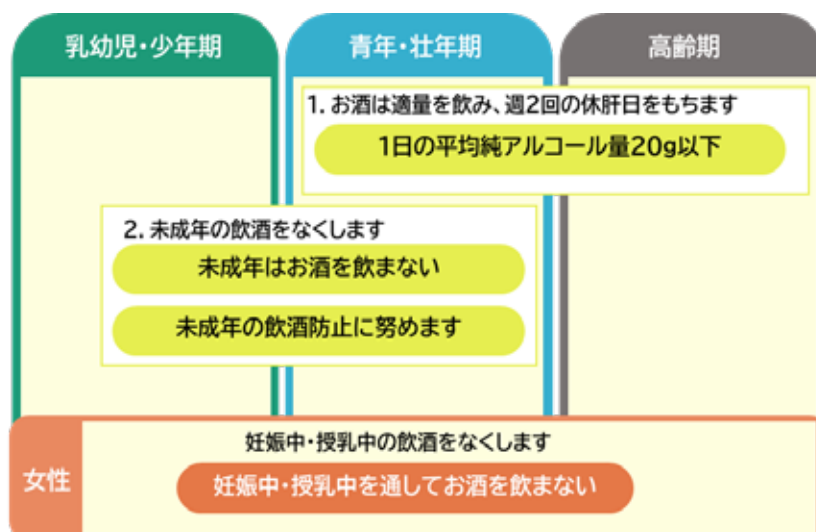 乳幼児・少年期
青年・壮年期
高齢期
1. お酒は適量を飲み、週2回の休肝日をもちます
1日の平均純アルコール量20g以下
2. 未成年の飲酒をなくします
未成年はお酒を飲まない
未成年の飲酒防止に努めます
女性
妊娠中・授乳中の飲酒をなくします
妊娠中・授乳中を通してお酒を飲まない